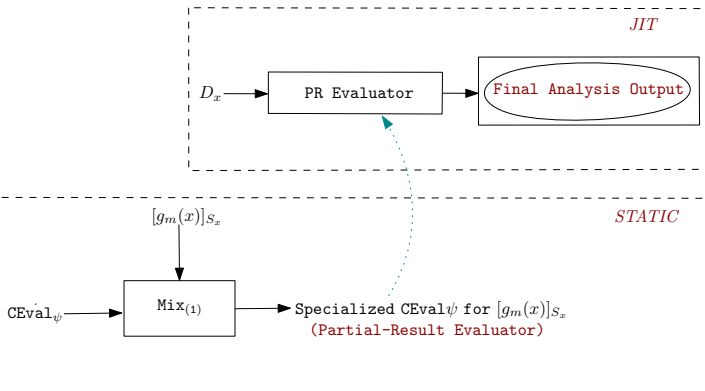 JIT
D_x PR Evaluator Final Analysis Output
STATIC
[g_m(x)]_{S_x}
CEval_ψ Mix_{(1)} Specialized CEvalψ for [g_m(x)]_{S_x}
(Partial-Result Evaluator)